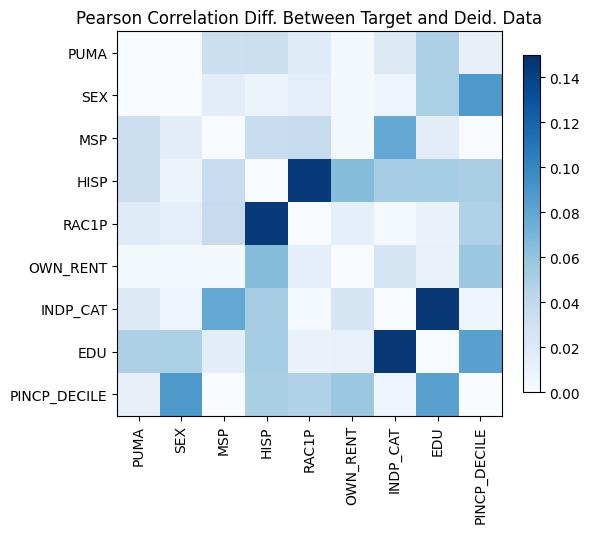 Pearson Correlation Diff. Between Target and Deid. Data
PUMA
SEX
MSP
HISP
RAC1P
OWN_RENT
INDP_CAT
EDU
PINCP_DECILE
PUMA
SEX
MSP
HISP
RAC1P
OWN_RENT
INDP_CAT
EDU
PINCP_DECILE
0.14
0.12
0.10
0.08
0.06
0.04
0.02
0.00